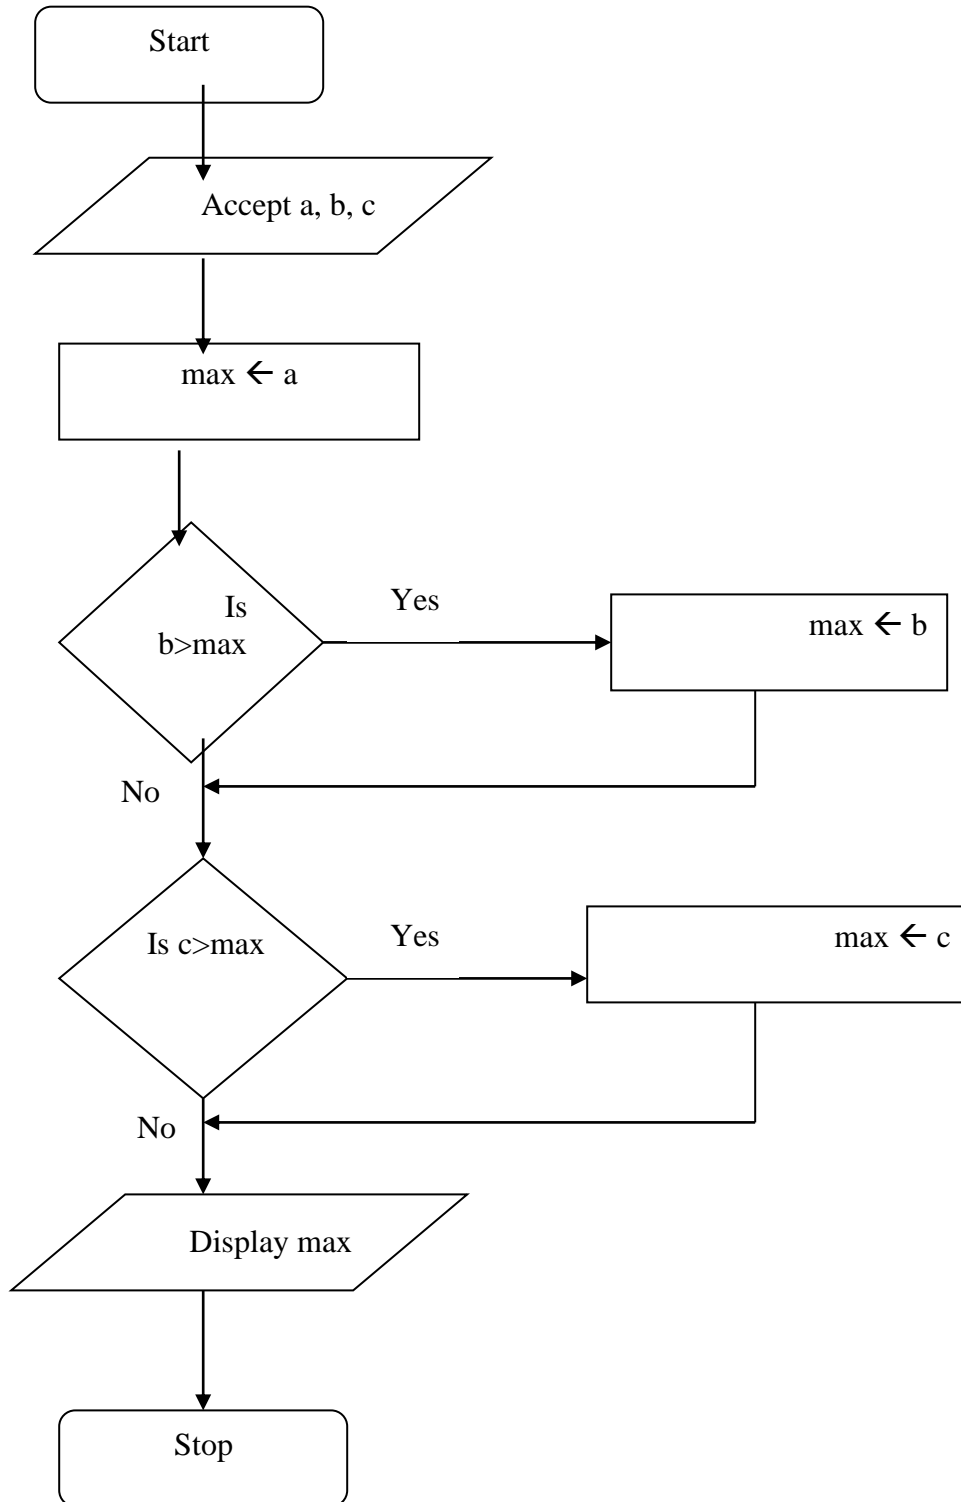 Start
Accept a, b, c
max ← a
Is
b>max
Yes
max ← b
No
Is c>max
Yes
max ← c
No
Display max
Stop